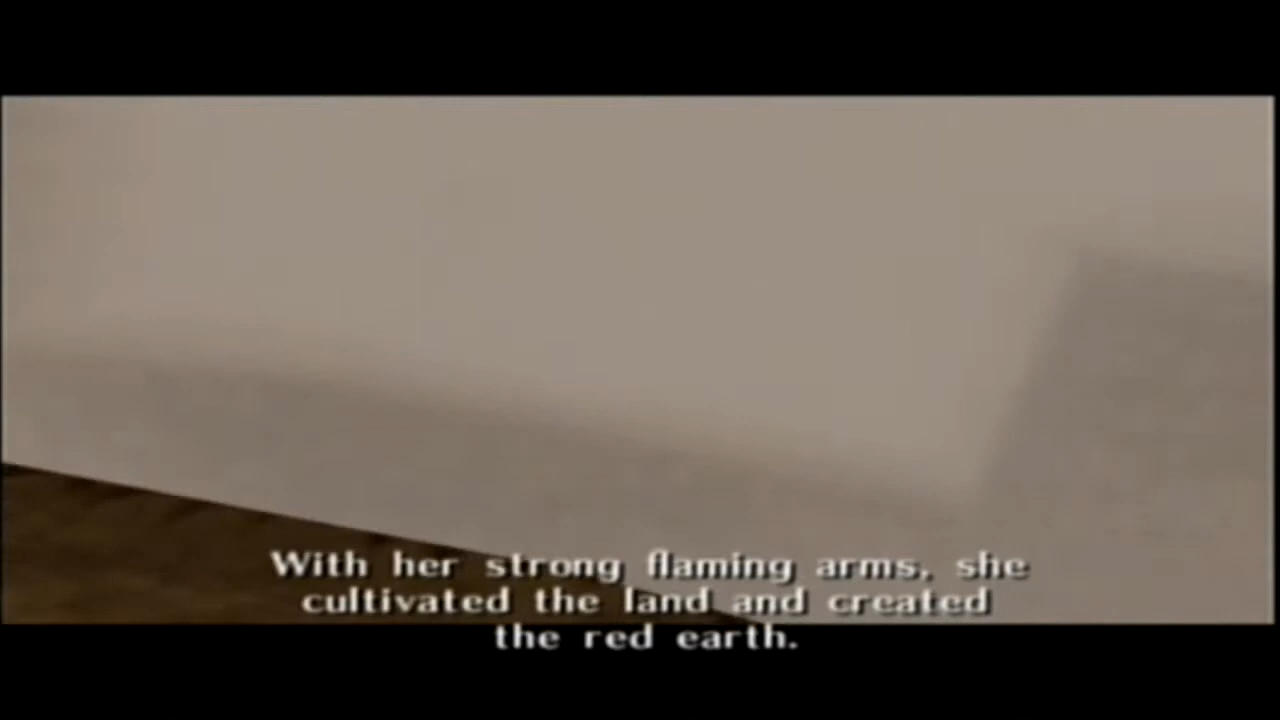 With her strong flaming arms, she
cultivated the land and created
the red earth.